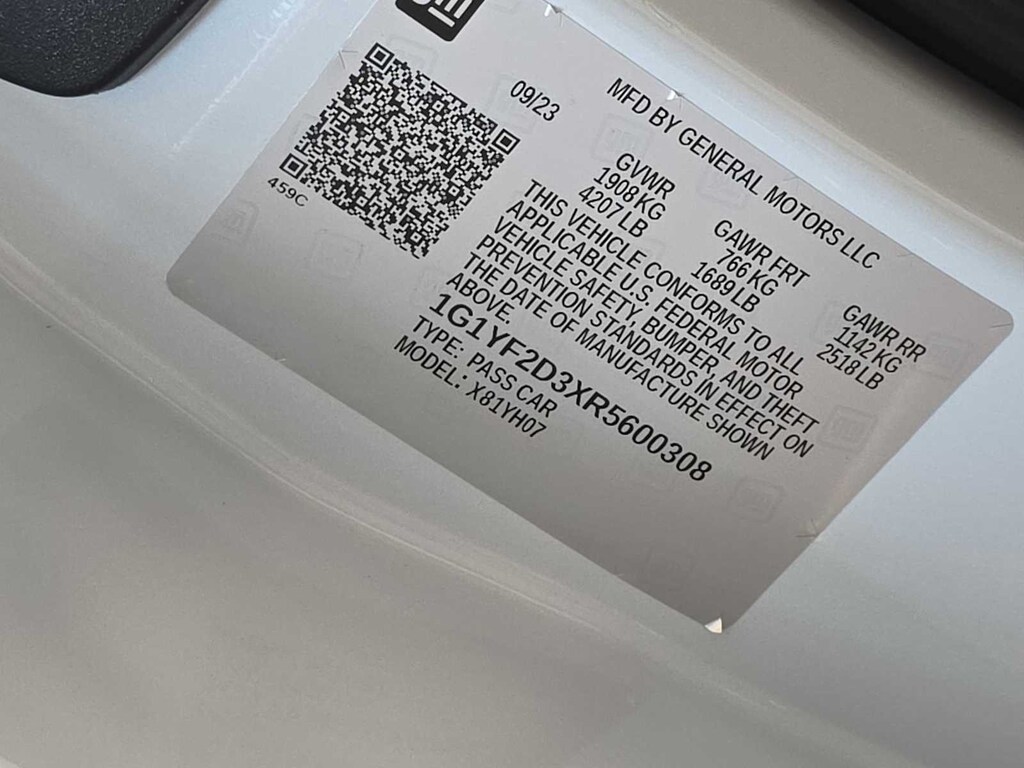 GM
MFD BY GENERAL MOTORS LLC
09/23
GVWR
1908 KG
4207 LB
GAWR FRT
766 KG
1689 LB
GAWR RR
1142 KG
2518 LB
THIS VEHICLE CONFORMS TO ALL
APPLICABLE U.S. FEDERAL MOTOR
VEHICLE SAFETY, BUMPER, AND THEFT
PREVENTION STANDARDS IN EFFECT ON
THE DATE OF MANUFACTURE SHOWN
ABOVE.
1G1YF2D3XR5600308
TYPE: PASS CAR
MODEL: X81YH07
459C